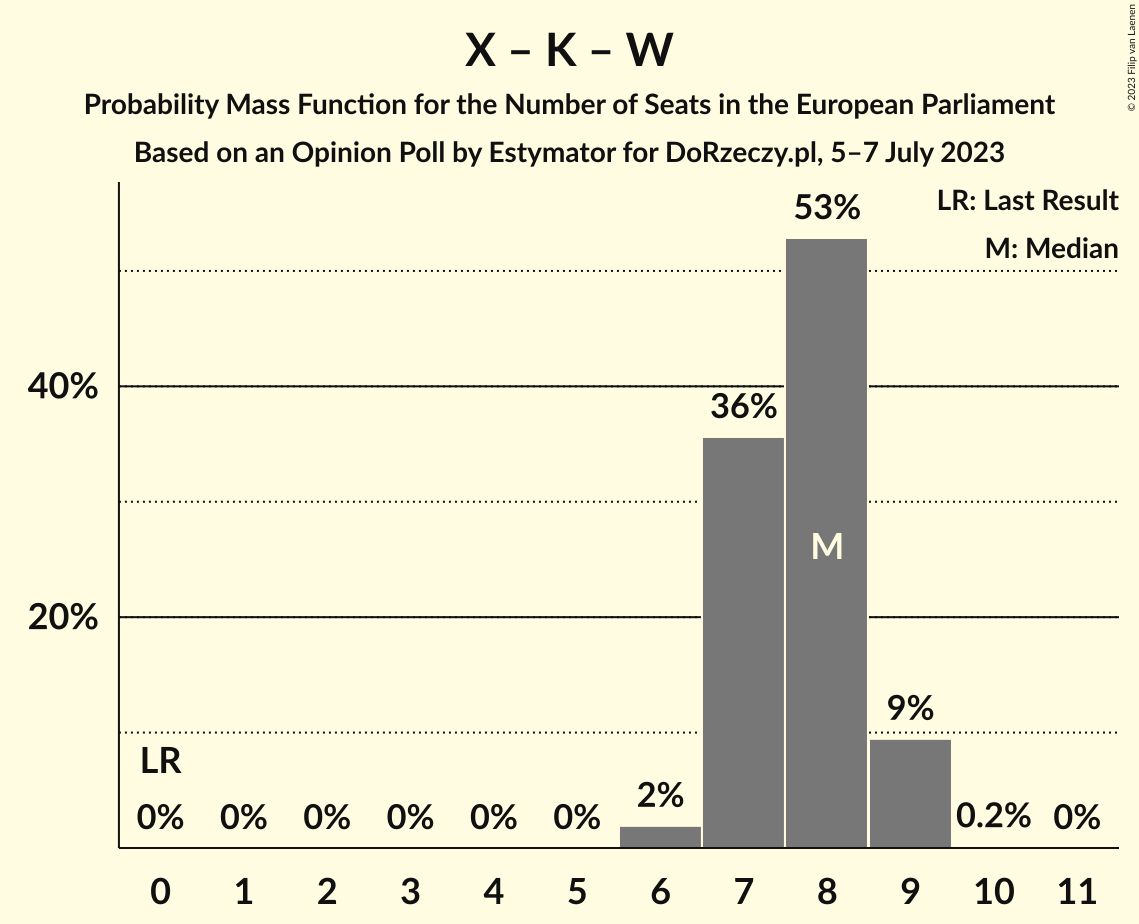 X – K – W
Probability Mass Function for the Number of Seats in the European Parliament
Based on an Opinion Poll by Estymator for DoRzeczy.pl, 5–7 July 2023
© 2023 Filip van Laenen
LR: Last Result
M: Median
53%
40%
36%
M
20%
9%
LR
2%
0% 0% 0% 0% 0% 0% 0.2% 0%
0 1 2 3 4 5 6 7 8 9 10 11